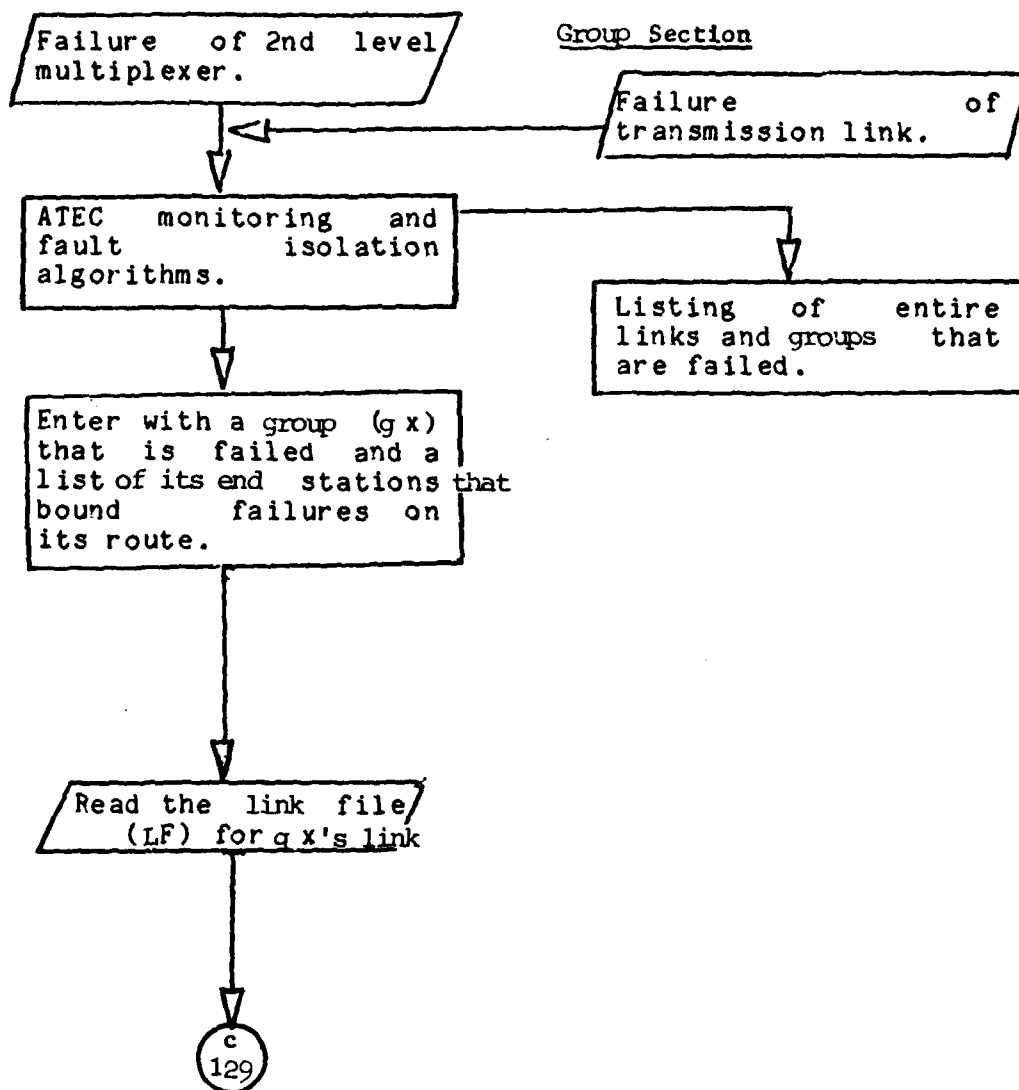 Group Section
Failure of 2nd level
multiplexer.
Failure of
transmission link.
ATEC monitoring and
fault isolation
algorithms.
Listing of entire
links and groups that
are failed.
Enter with a group (g x)
that is failed and a
list of its end stations that
bound failures on
its route.
Read the link file
(LF) for g x's link
c
129